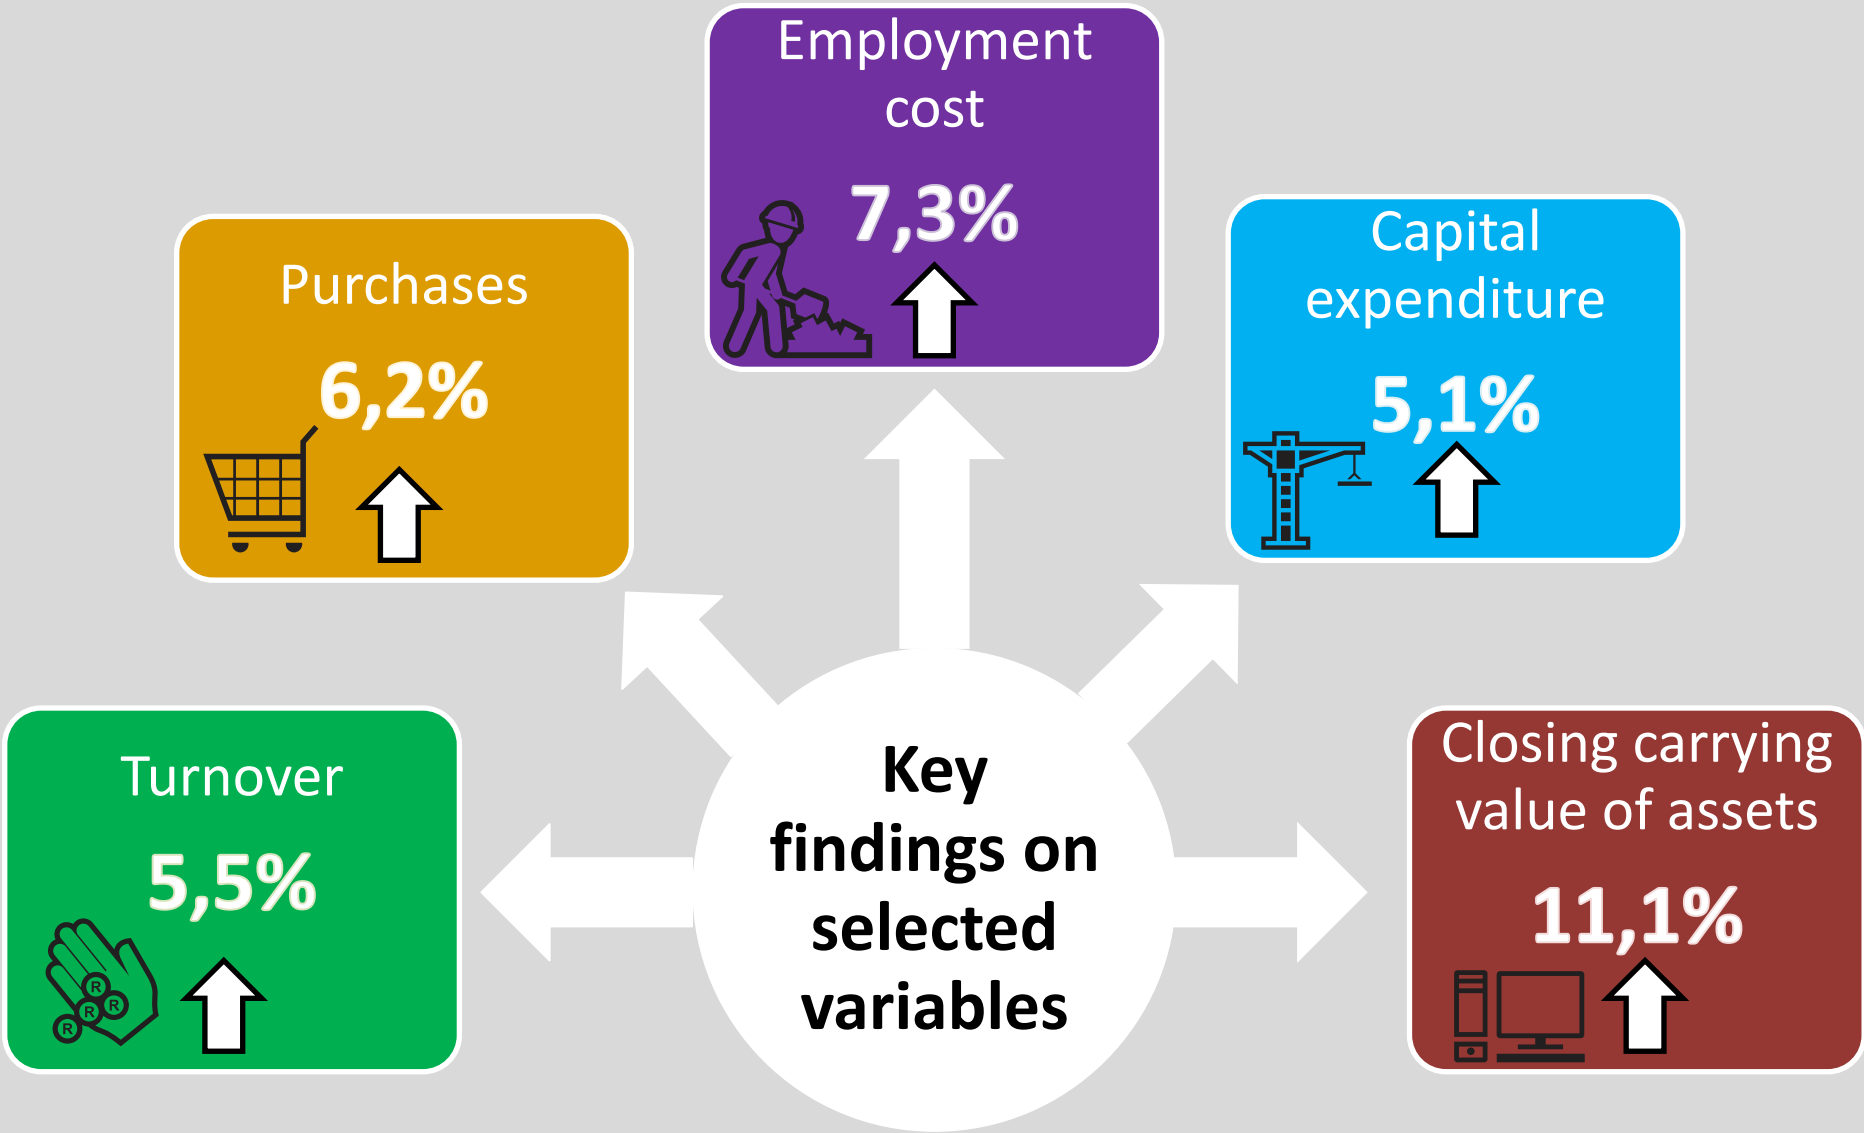 Employment
cost
7,3%
Purchases
6,2%
Capital
expenditure
5,1%
Turnover
5,5%
R
R
R
R
Key
findings on
selected
variables
Closing carrying
value of assets
11,1%